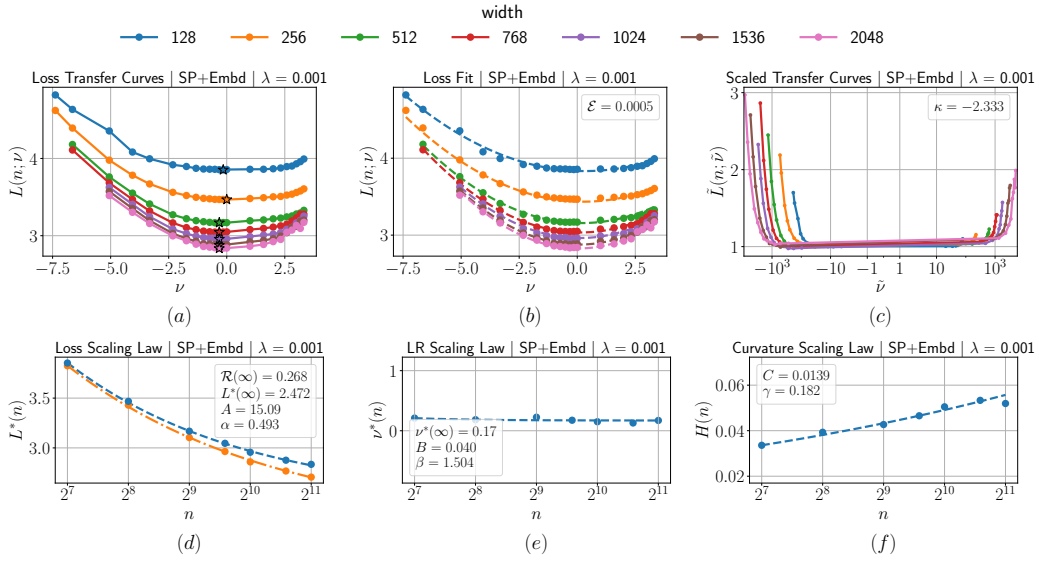 width
128 256 512 768 1024 1536 2048
Loss Transfer Curves | SP+Embd | λ = 0.001
L(n; ν)
4
3
−7.5 −5.0 −2.5 0.0 2.5
ν
(a)
Loss Fit | SP+Embd | λ = 0.001
ℰ = 0.0005
L(n; ν)
4
3
−7.5 −5.0 −2.5 0.0 2.5
ν
(b)
Scaled Transfer Curves | SP+Embd | λ = 0.001
κ = −2.333
L̃(n; ν̃)
3
2
1
−10³ −10 −1 1 10 10³
ν̃
(c)
Loss Scaling Law | SP+Embd | λ = 0.001
ℛ(∞) = 0.268
L*(∞) = 2.472
A = 15.09
α = 0.493
L*(n)
3.5
3.0
2⁷ 2⁸ 2⁹ 2¹⁰ 2¹¹
n
(d)
LR Scaling Law | SP+Embd | λ = 0.001
ν*(n)
1
0
ν*(∞) = 0.17
B = 0.040
β = 1.504
2⁷ 2⁸ 2⁹ 2¹⁰ 2¹¹
n
(e)
Curvature Scaling Law | SP+Embd | λ = 0.001
C = 0.0139
γ = 0.182
H(n)
0.06
0.04
0.02
2⁷ 2⁸ 2⁹ 2¹⁰ 2¹¹
n
(f)